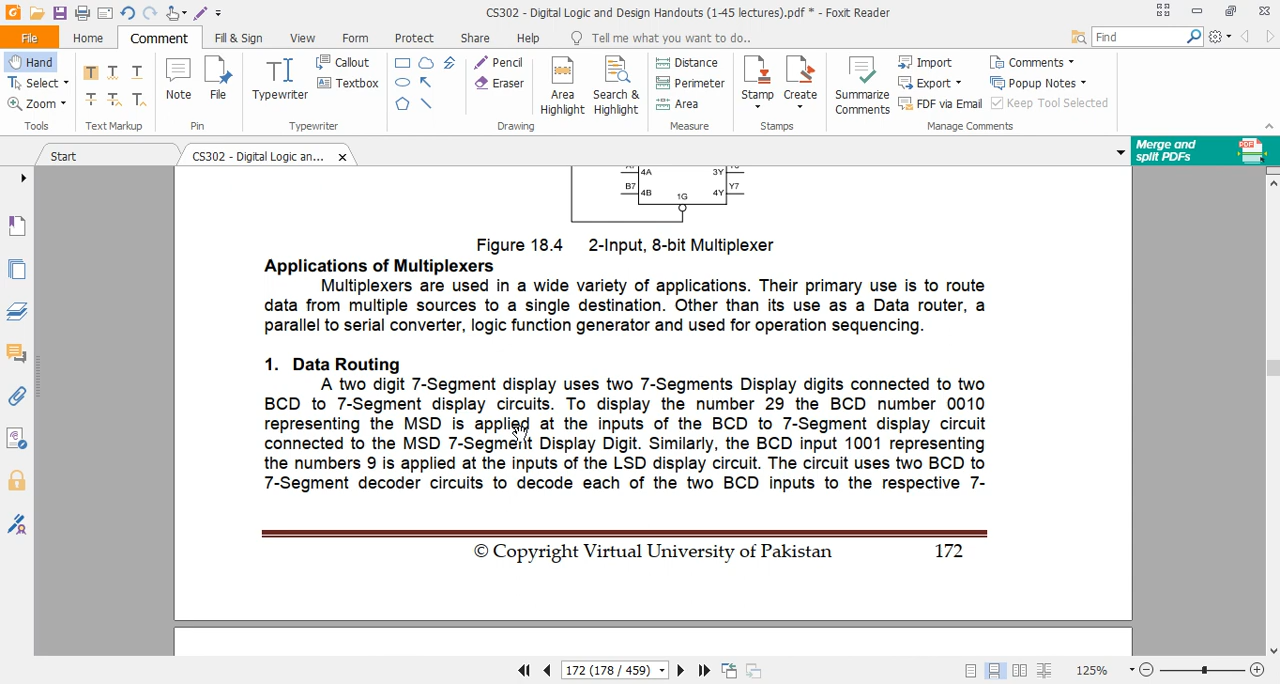 CS302 - Digital Logic and Design Handouts (1-45 lectures).pdf * - Foxit Reader
File Home Comment Fill & Sign View Form Protect Share Help Tell me what you want to do.. Find
Hand
Select
Zoom
Tools
Text Markup
Note
File
Pin
Typewriter
Callout
Textbox
Typewriter
Pencil
Eraser
Area Highlight
Search & Highlight
Drawing
Distance
Perimeter
Area
Measure
Stamp
Create
Stamps
Summarize Comments
Import
Export
FDF via Email
Comments
Popup Notes
Keep Tool Selected
Manage Comments
Start
CS302 - Digital Logic an...
Merge and
split PDFs
4A 3Y
B7 4B 4Y Y7
1G
Figure 18.4 2-Input, 8-bit Multiplexer
Applications of Multiplexers
Multiplexers are used in a wide variety of applications. Their primary use is to route
data from multiple sources to a single destination. Other than its use as a Data router, a
parallel to serial converter, logic function generator and used for operation sequencing.
1. Data Routing
A two digit 7-Segment display uses two 7-Segments Display digits connected to two
BCD to 7-Segment display circuits. To display the number 29 the BCD number 0010
representing the MSD is applied at the inputs of the BCD to 7-Segment display circuit
connected to the MSD 7-Segment Display Digit. Similarly, the BCD input 1001 representing
the numbers 9 is applied at the inputs of the LSD display circuit. The circuit uses two BCD to
7-Segment decoder circuits to decode each of the two BCD inputs to the respective 7-
© Copyright Virtual University of Pakistan 172
172 (178 / 459) 125%